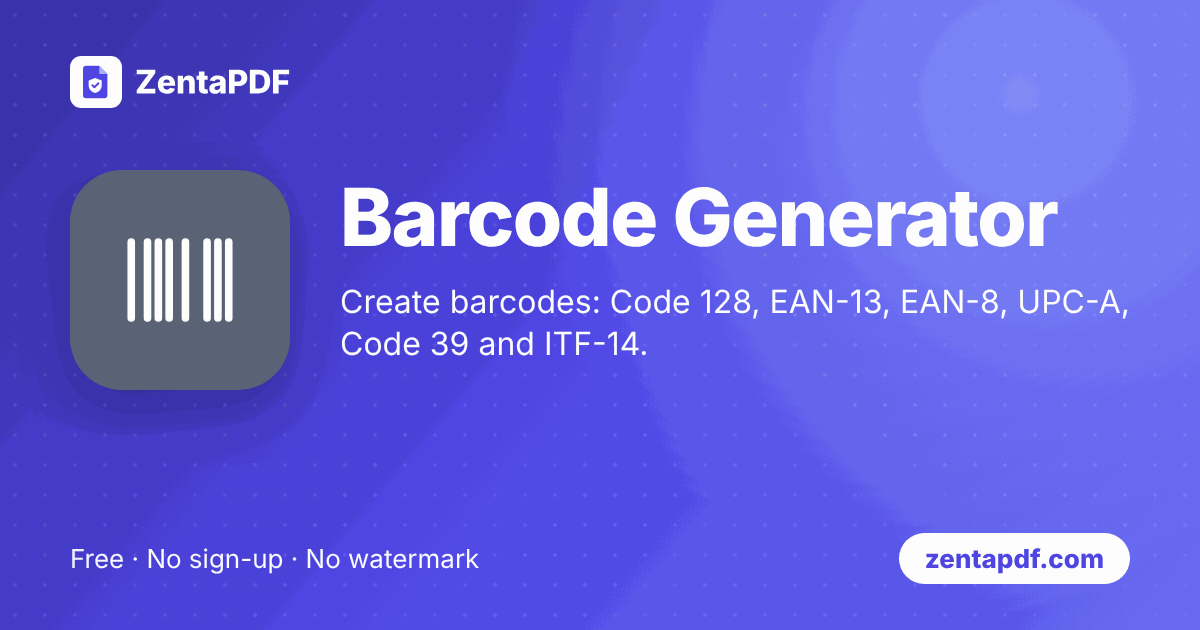 ZentaPDF
Barcode Generator
Create barcodes: Code 128, EAN-13, EAN-8, UPC-A,
Code 39 and ITF-14.
Free · No sign-up · No watermark
zentapdf.com